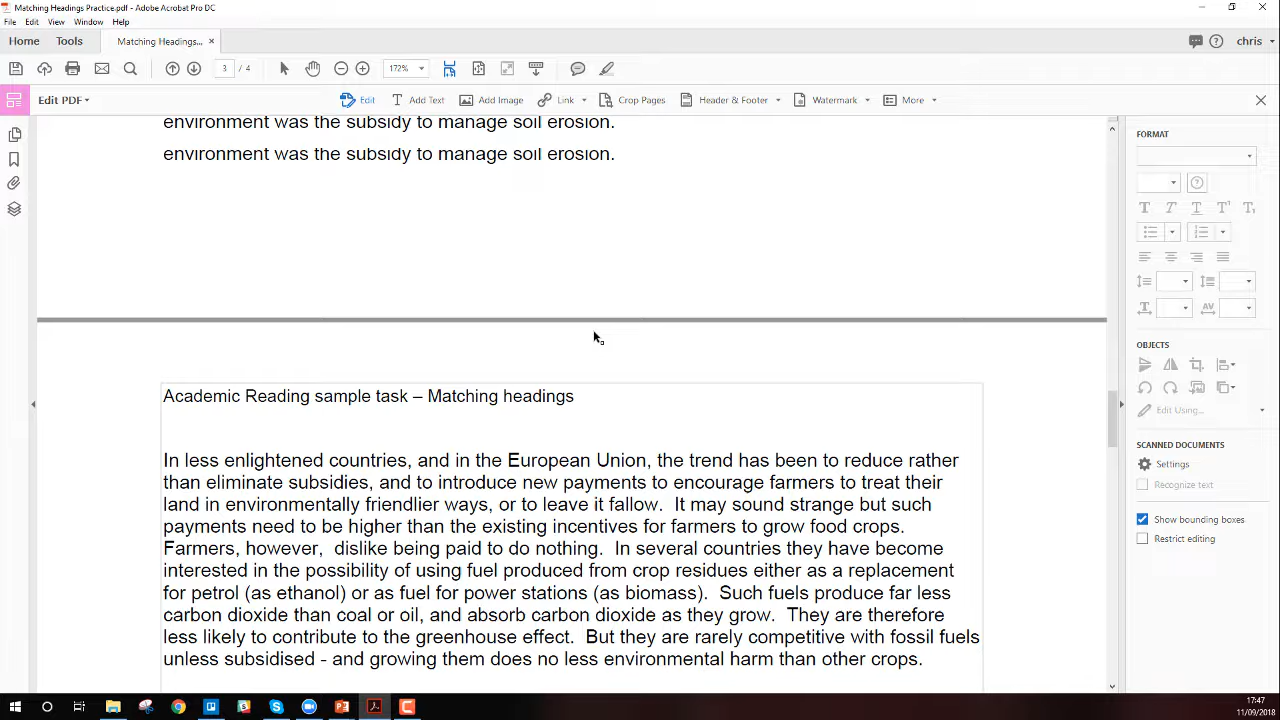 Matching Headings Practice.pdf - Adobe Acrobat Pro DC
File Edit View Window Help
Home Tools Matching Headings... × chris
3 / 4 172%
Edit PDF Edit Add Text Add Image Link Crop Pages Header & Footer Watermark More
environment was the subsidy to manage soil erosion.
environment was the subsidy to manage soil erosion.
Academic Reading sample task – Matching headings
In less enlightened countries, and in the European Union, the trend has been to reduce rather
than eliminate subsidies, and to introduce new payments to encourage farmers to treat their
land in environmentally friendlier ways, or to leave it fallow. It may sound strange but such
payments need to be higher than the existing incentives for farmers to grow food crops.
Farmers, however, dislike being paid to do nothing. In several countries they have become
interested in the possibility of using fuel produced from crop residues either as a replacement
for petrol (as ethanol) or as fuel for power stations (as biomass). Such fuels produce far less
carbon dioxide than coal or oil, and absorb carbon dioxide as they grow. They are therefore
less likely to contribute to the greenhouse effect. But they are rarely competitive with fossil fuels
unless subsidised - and growing them does no less environmental harm than other crops.
FORMAT
OBJECTS
Edit Using...
SCANNED DOCUMENTS
Settings
Recognize text
Show bounding boxes
Restrict editing
17:47
11/09/2018